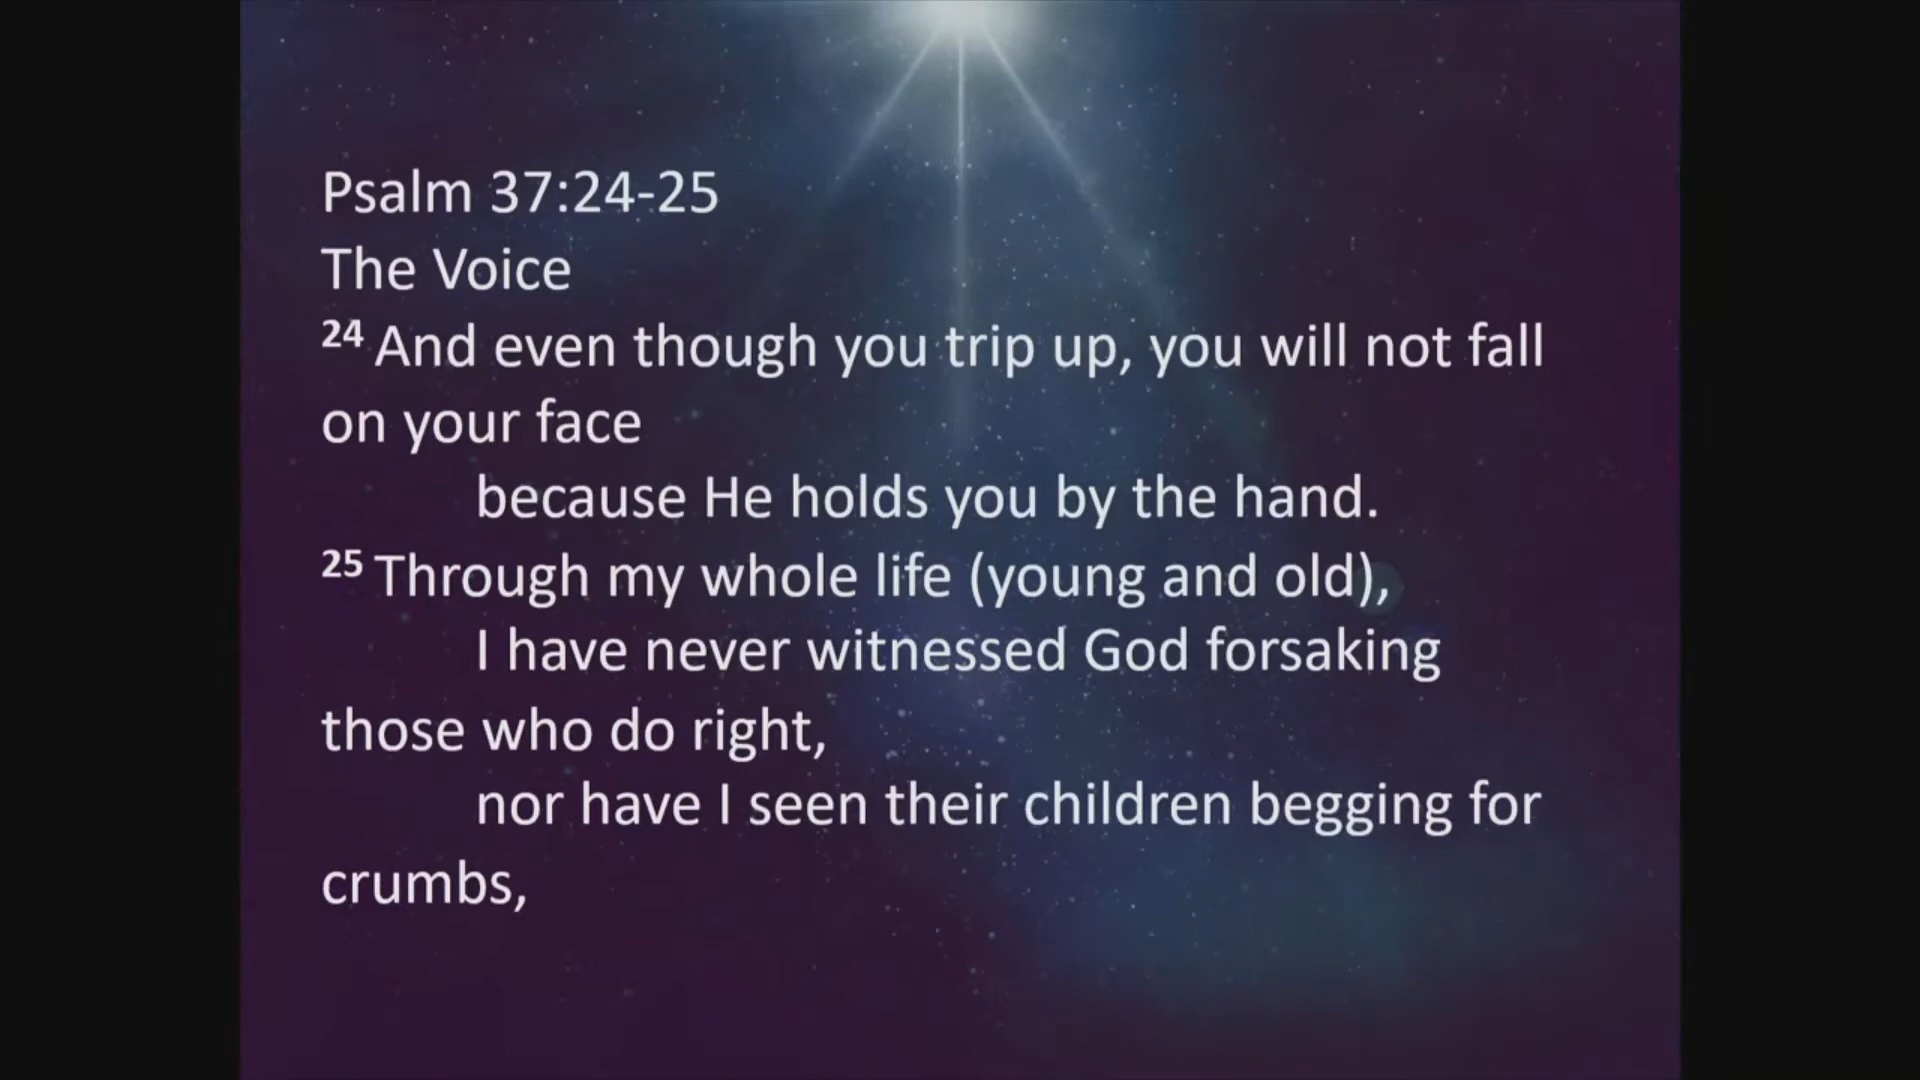 Psalm 37:24-25
The Voice
24 And even though you trip up, you will not fall
on your face
because He holds you by the hand.
25 Through my whole life (young and old),
I have never witnessed God forsaking
those who do right,
nor have I seen their children begging for
crumbs,